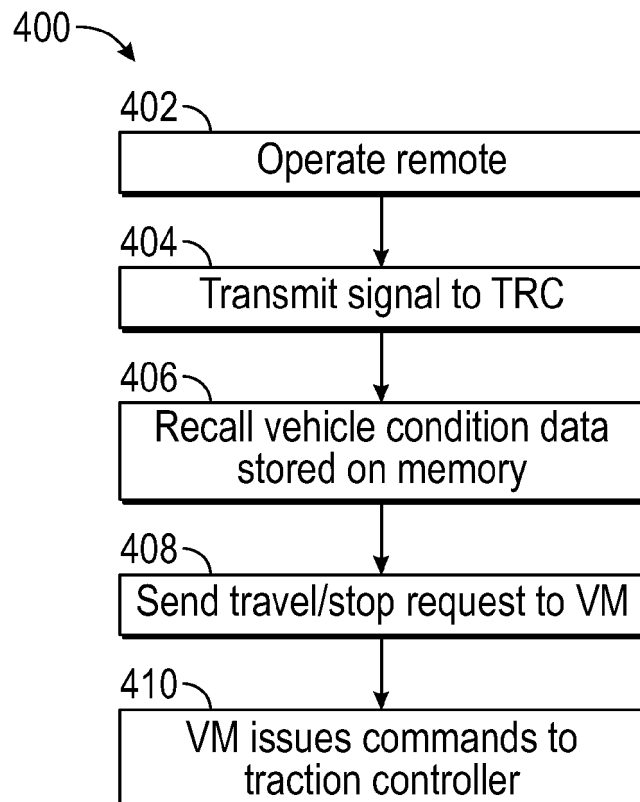 400
402
Operate remote
404
Transmit signal to TRC
406
Recall vehicle condition data
stored on memory
408
Send travel/stop request to VM
410
VM issues commands to
traction controller